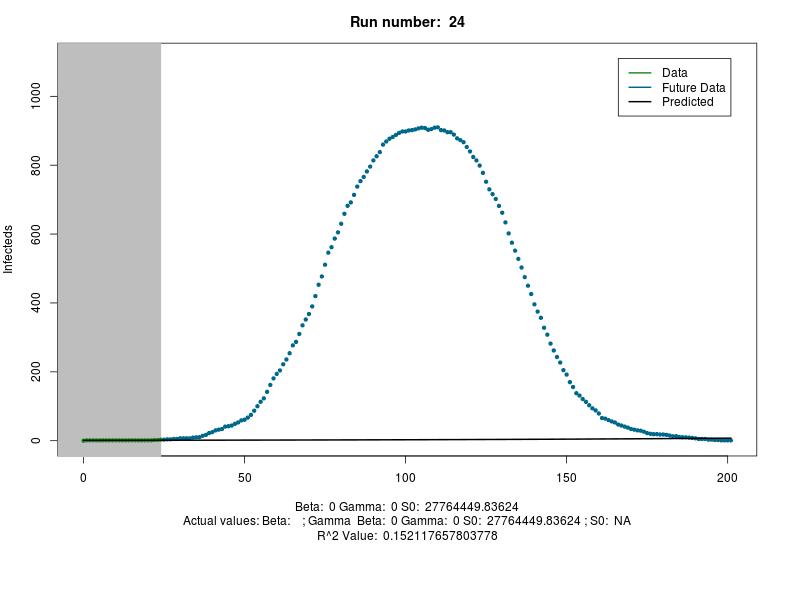 Run number: 24
Data
Future Data
Predicted
Infecteds
1000
800
600
400
200
0
0 50 100 150 200
Beta: 0 Gamma: 0 S0: 27764449.83624
Actual values: Beta: ; Gamma Beta: 0 Gamma: 0 S0: 27764449.83624 ; S0: NA
R^2 Value: 0.152117657803778